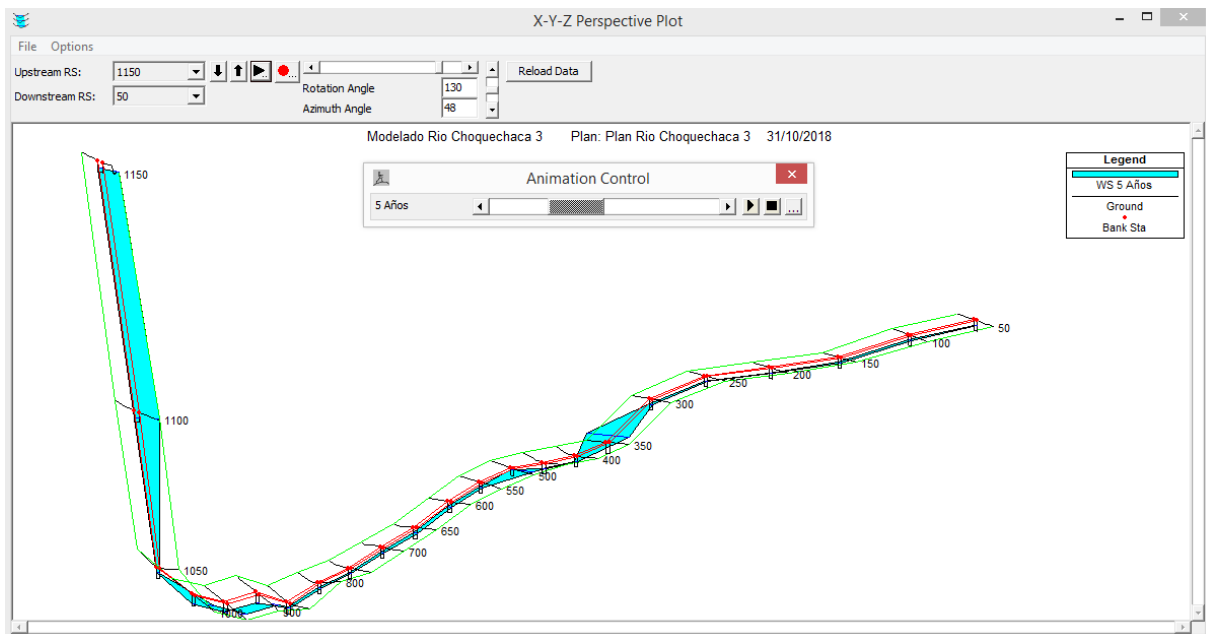 X-Y-Z Perspective Plot
File Options
Upstream RS: 1150
Downstream RS: 50
Rotation Angle 130
Azimuth Angle 48
Reload Data
Modelado Rio Choquechaca 3 Plan: Plan Rio Choquechaca 3 31/10/2018
Animation Control
5 Años
...
Legend
WS 5 Años
Ground
Bank Sta
1150
1100
1050
1000
900
800
700
650
600
550
500
400
350
300
250
200
150
100
50